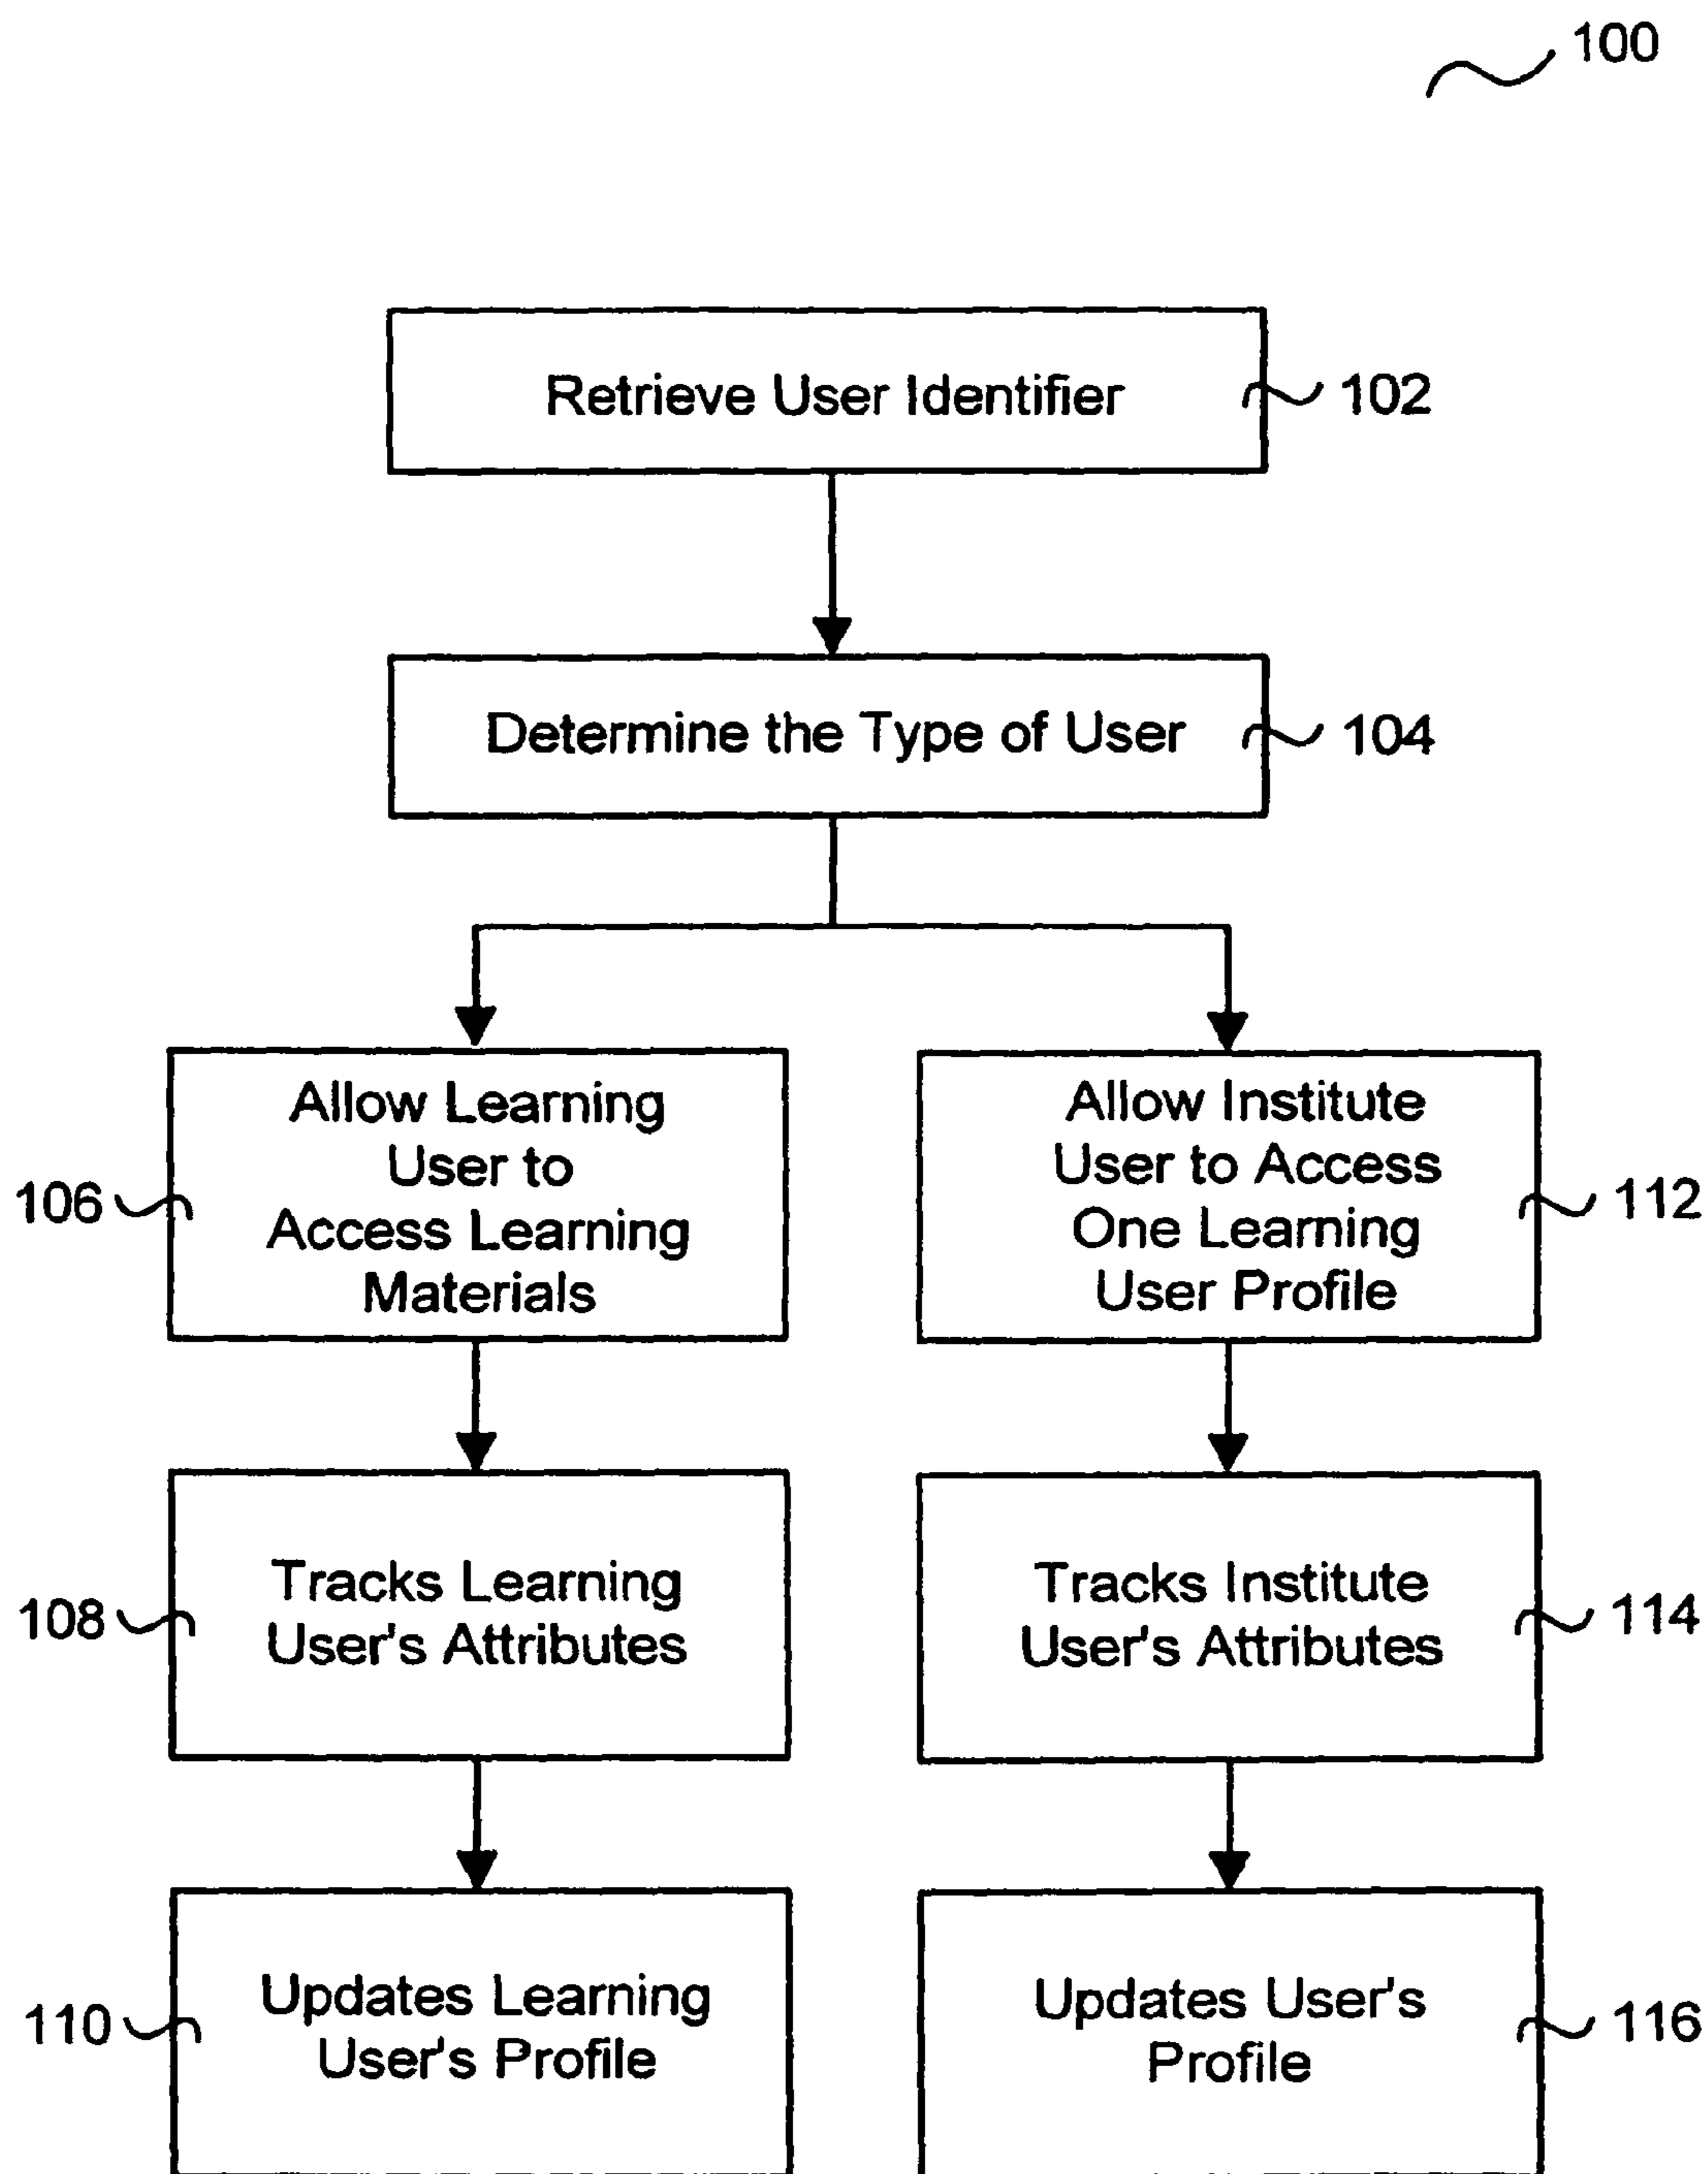 100
Retrieve User Identifier
102
Determine the Type of User
104
Allow Learning
User to
Access Learning
Materials
106
Allow Institute
User to Access
One Learning
User Profile
112
Tracks Learning
User's Attributes
108
Tracks Institute
User's Attributes
114
Updates Learning
User's Profile
110
Updates User's
Profile
116